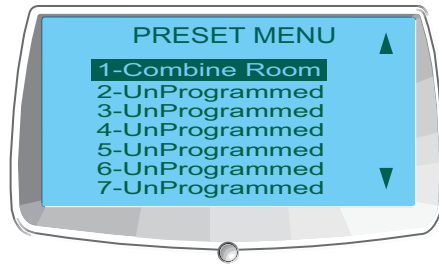 PRESET MENU
1-Combine Room
2-UnProgrammed
3-UnProgrammed
4-UnProgrammed
5-UnProgrammed
6-UnProgrammed
7-UnProgrammed